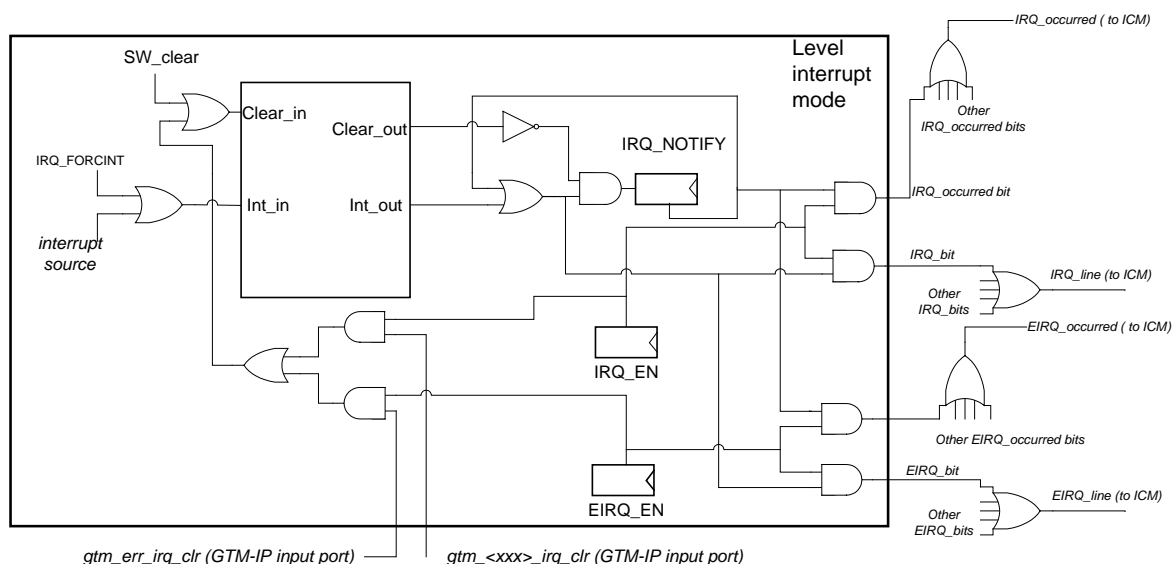 IRQ_occurred ( to ICM)
Level
interrupt
mode
SW_clear
Other
IRQ_occurred bits
Clear_in
Clear_out
IRQ_NOTIFY
IRQ_FORCINT
IRQ_occurred bit
Int_in
Int_out
interrupt
source
IRQ_bit
IRQ_line (to ICM)
Other
IRQ_bits
EIRQ_occurred ( to ICM)
IRQ_EN
Other EIRQ_occurred bits
EIRQ_bit
EIRQ_line (to ICM)
EIRQ_EN
Other
EIRQ_bits
gtm_err_irq_clr (GTM-IP input port)
gtm_<xxx>_irq_clr (GTM-IP input port)